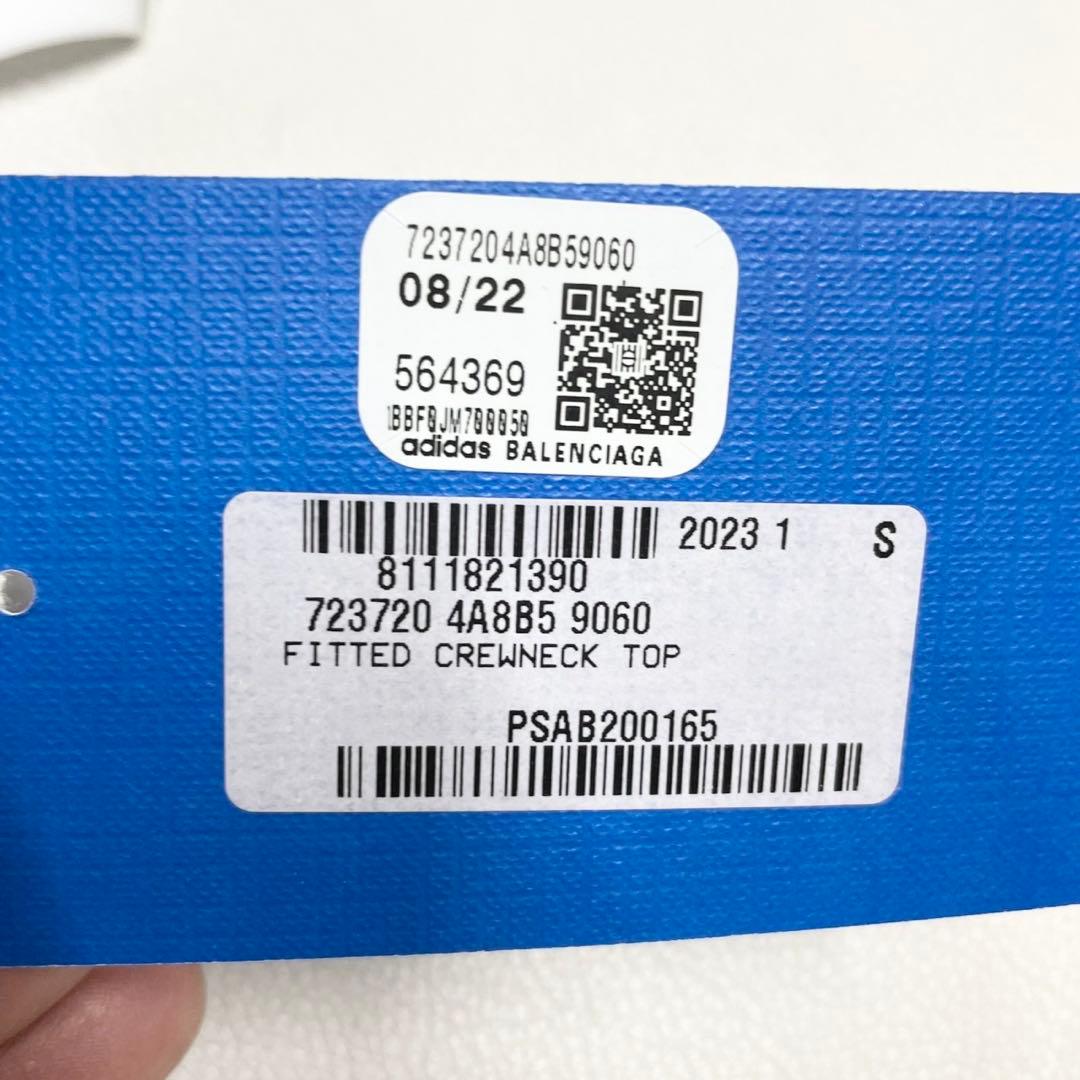 7237204A8B59060
08/22
564369
1BBF0JM700050
adidas BALENCIAGA
2023 1 S
8111821390
723720 4A8B5 9060
FITTED CREWNECK TOP
PSAB200165